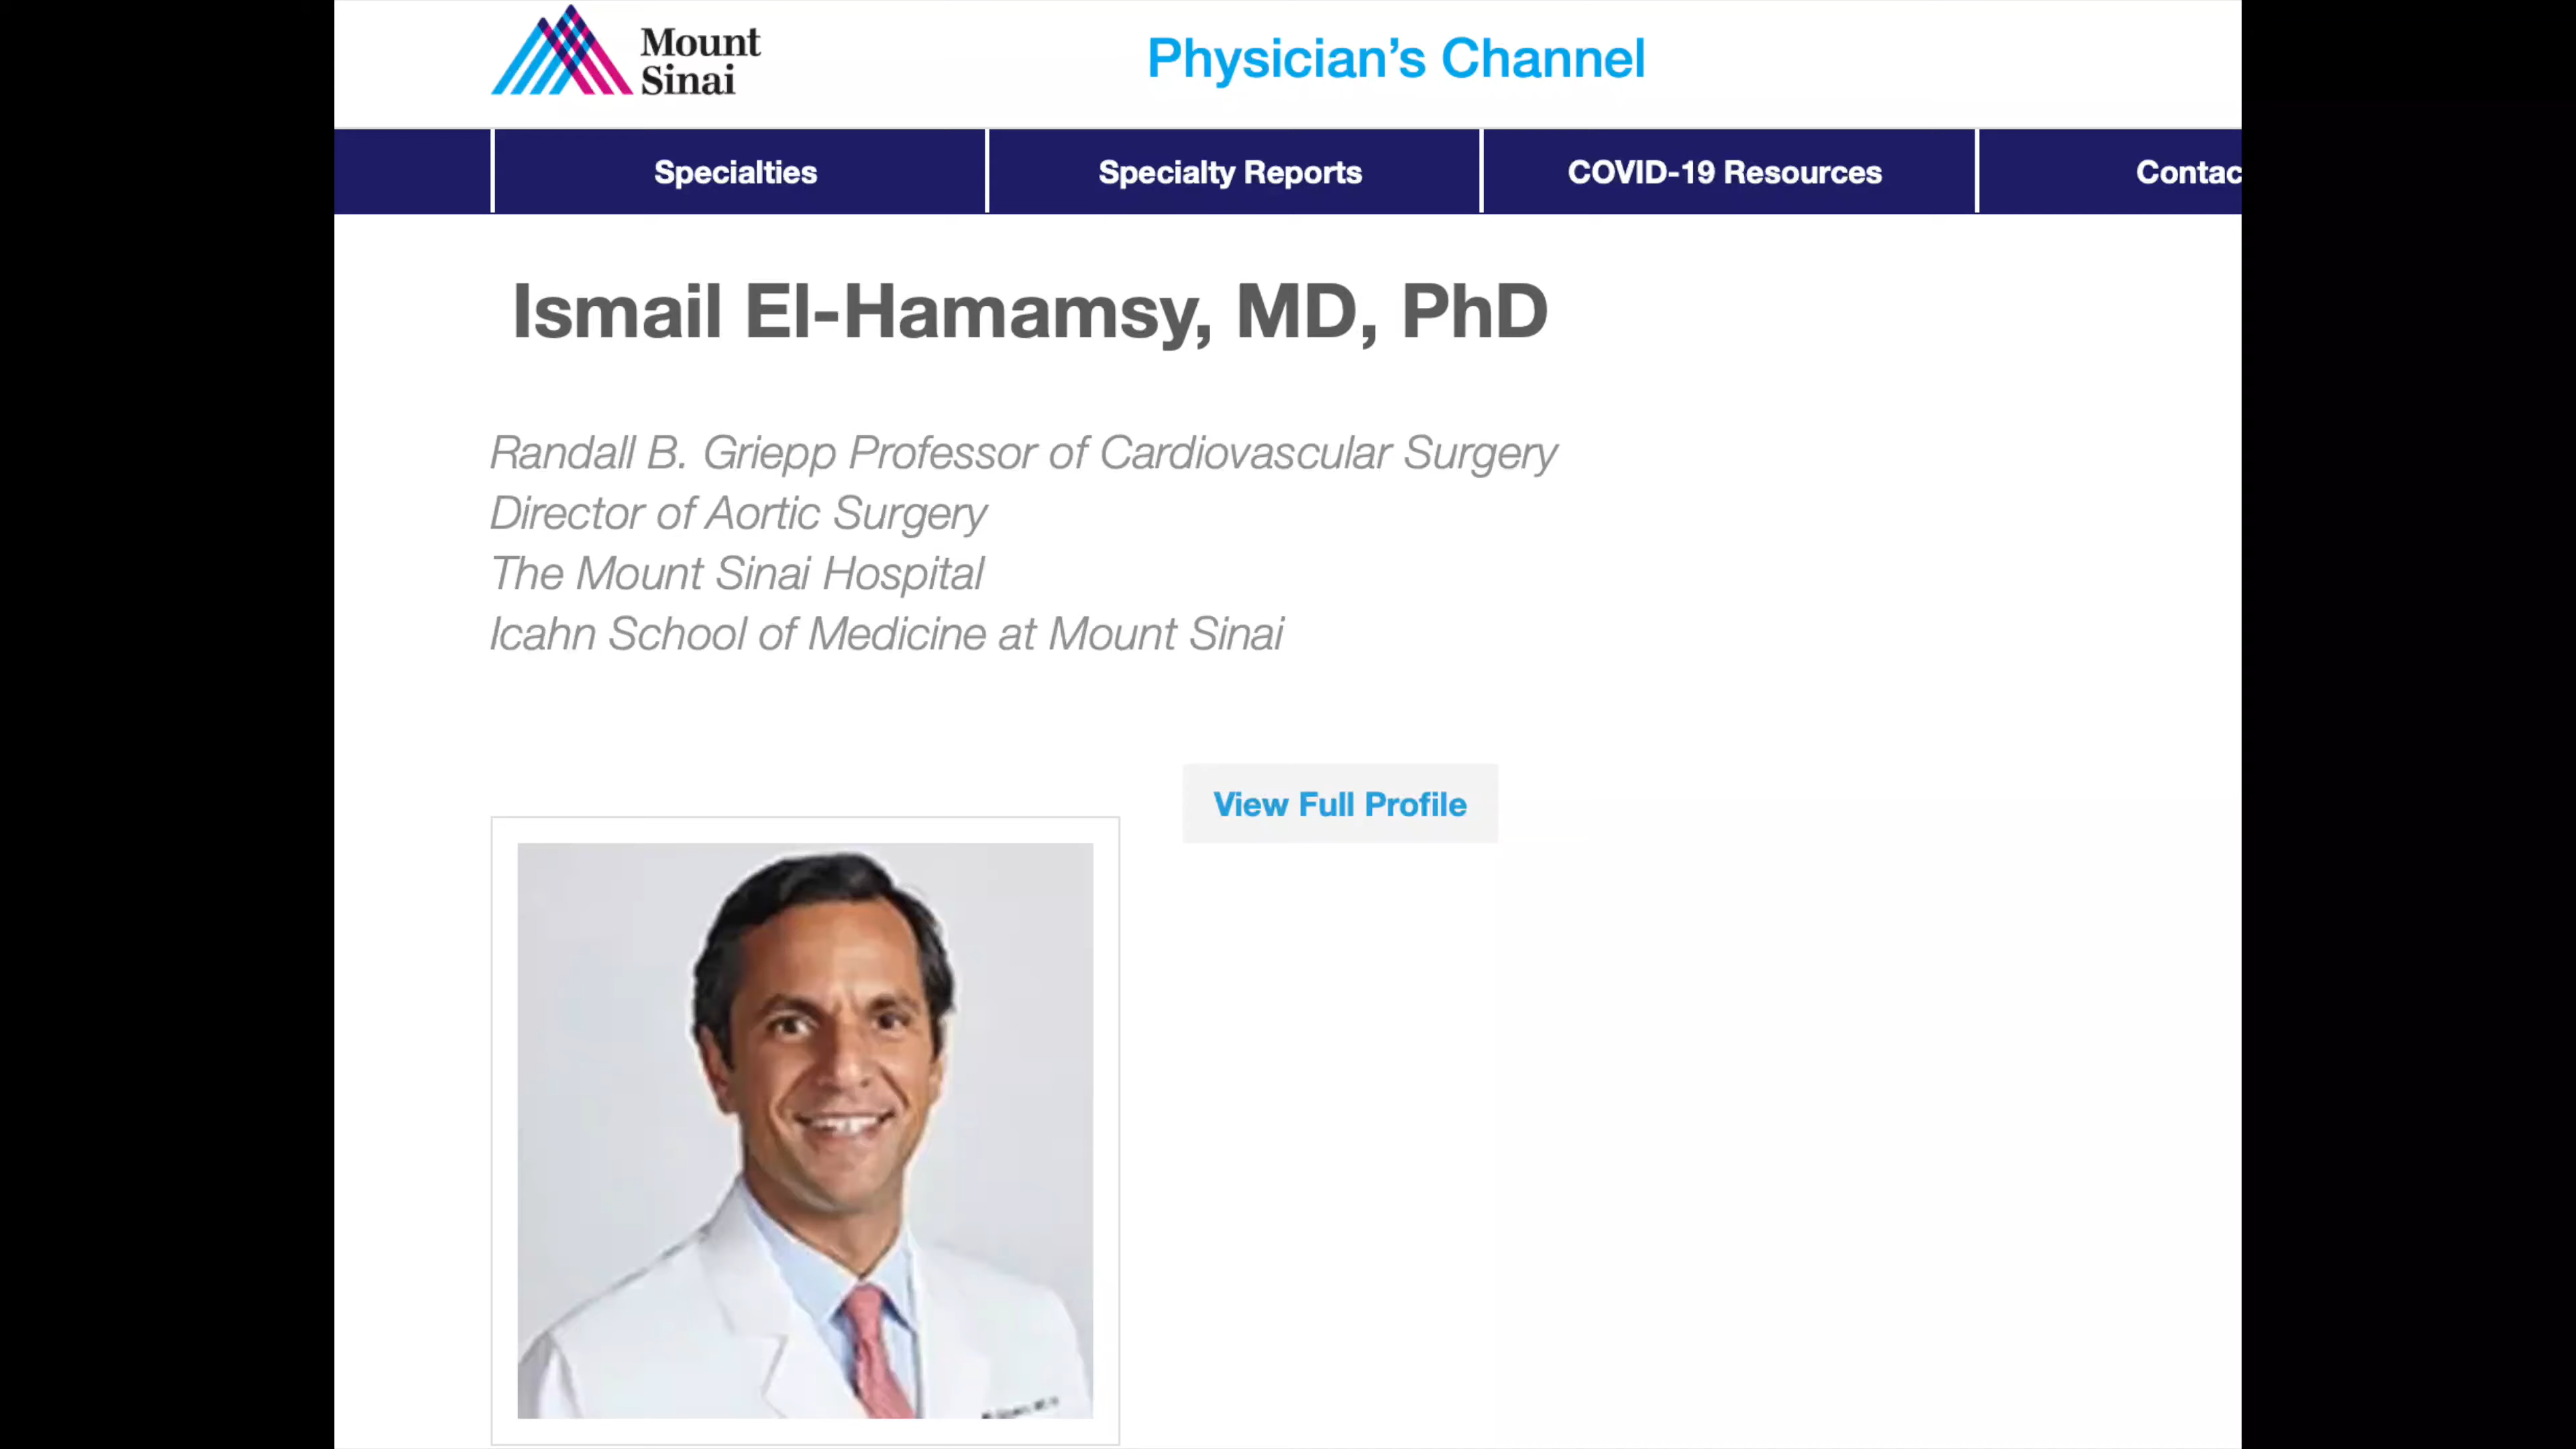 Mount
Sinai
Physician’s Channel
Specialties
Specialty Reports
COVID-19 Resources
Contac
Ismail El-Hamamsy, MD, PhD
Randall B. Griepp Professor of Cardiovascular Surgery
Director of Aortic Surgery
The Mount Sinai Hospital
Icahn School of Medicine at Mount Sinai
View Full Profile